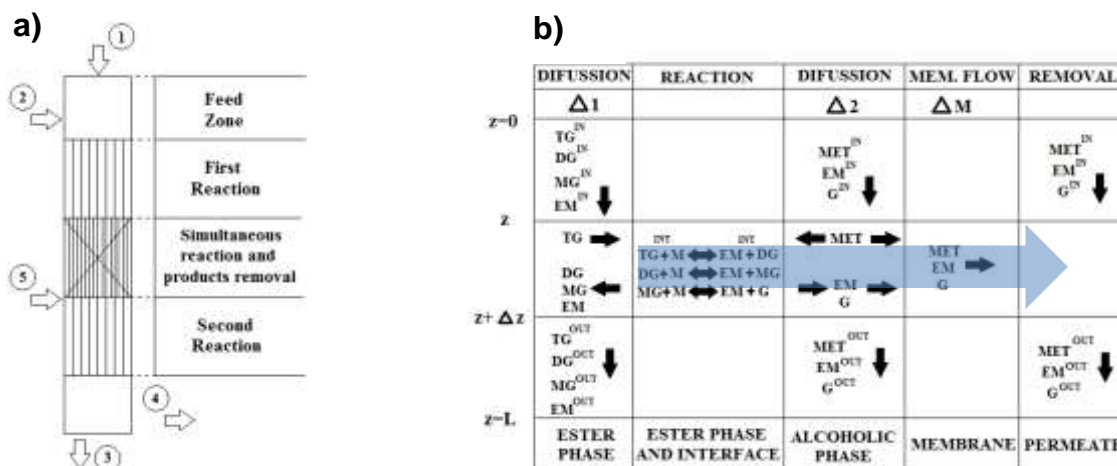 a)
1
2
Feed
Zone
First
Reaction
Simultaneous
reaction and
products removal
5
Second
Reaction
4
3
b)
DIFUSSION REACTION DIFUSSION MEM. FLOW REMOVAL
Δ1 Δ2 ΔM
z=0
TG^IN
DG^IN
MG^IN
EM^IN
MET^IN
EM^IN
G^IN
MET^IN
EM^IN
G^IN
z
TG
DG
MG
EM
INT INT
TG+M EM+DG
DG+M EM+MG
MG+M EM+G
MET
EM
G
MET
EM
G
z+Δz
TG^OUT
DG^OUT
MG^OUT
EM^OUT
MET^OUT
EM^OUT
G^OUT
MET^OUT
EM^OUT
G^OUT
z=L
ESTER
PHASE
ESTER PHASE
AND INTERFACE
ALCOHOLIC
PHASE
MEMBRANE
PERMEATE